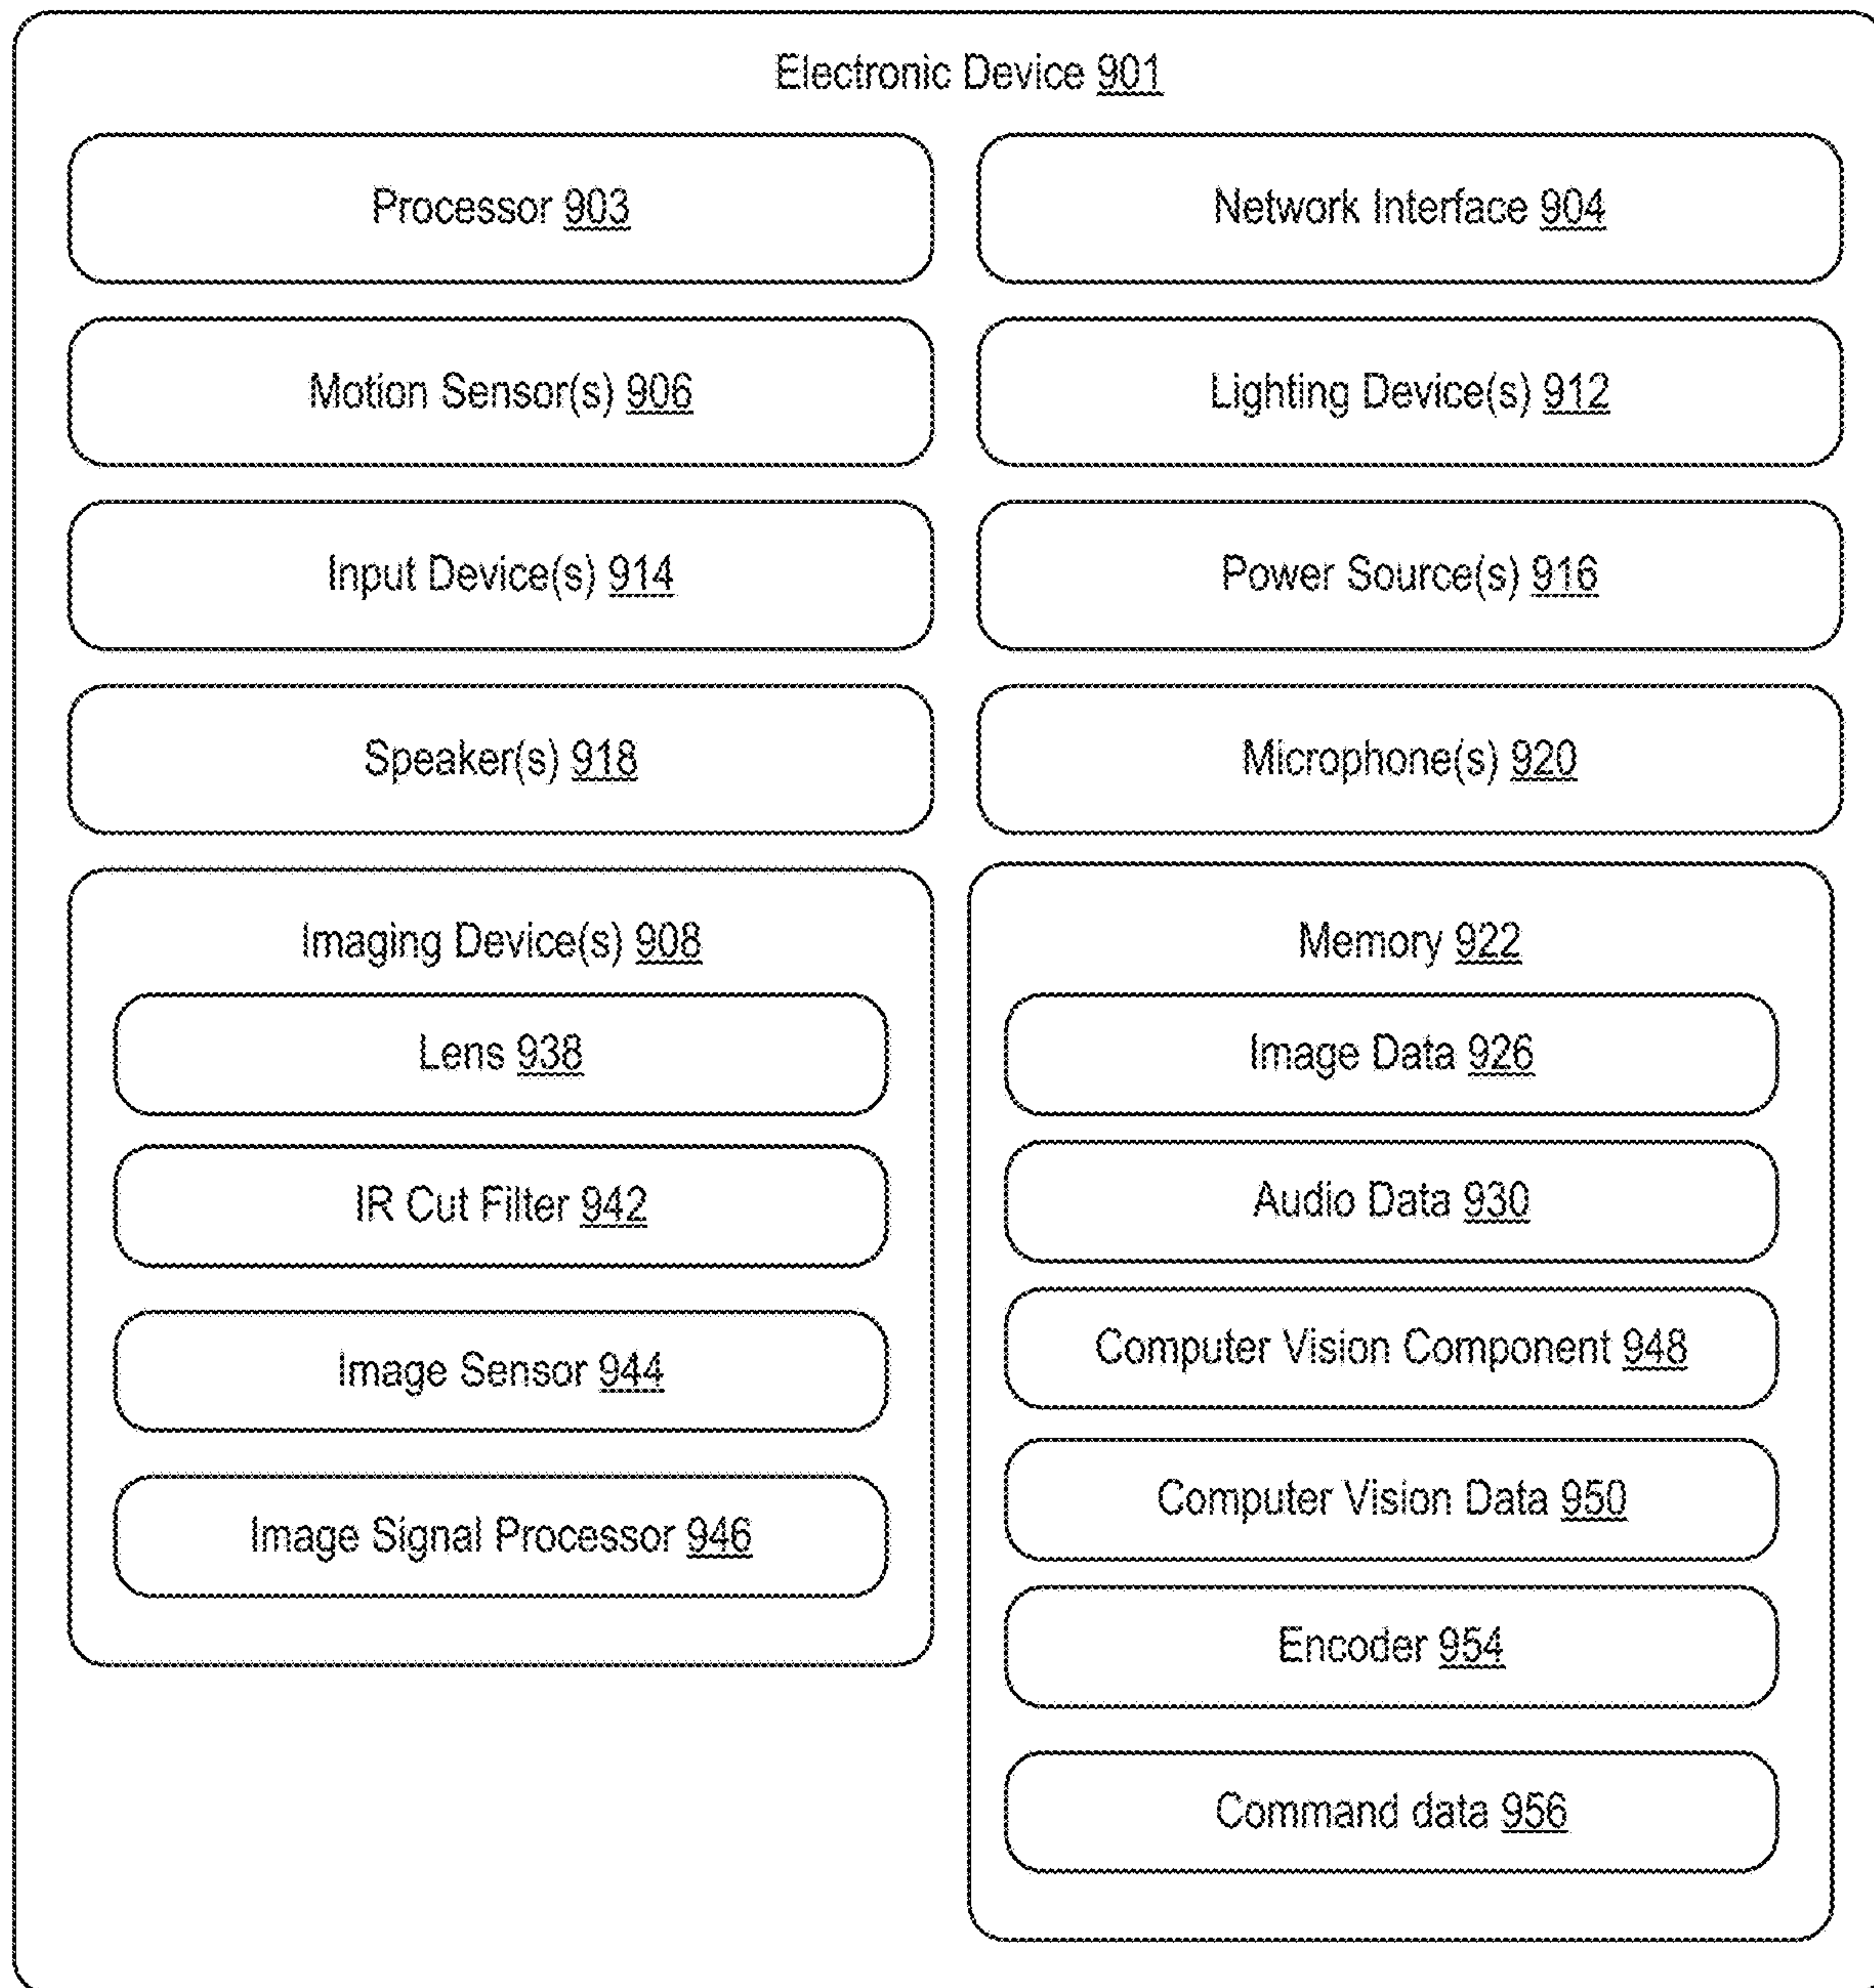 Electronic Device 901
Processor 903
Network Interface 904
Motion Sensor(s) 906
Lighting Device(s) 912
Input Device(s) 914
Power Source(s) 916
Speaker(s) 918
Microphone(s) 920
Imaging Device(s) 908
Lens 938
IR Cut Filter 942
Image Sensor 944
Image Signal Processor 946
Memory 922
Image Data 926
Audio Data 930
Computer Vision Component 948
Computer Vision Data 950
Encoder 954
Command data 956